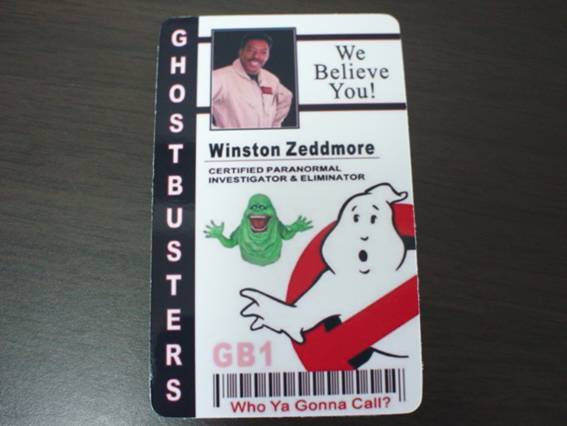 GHOSTBUSTERS
We
Believe
You!
Winston Zeddmore
CERTIFIED PARANORMAL
INVESTIGATOR & ELIMINATOR
GB1
Who Ya Gonna Call?